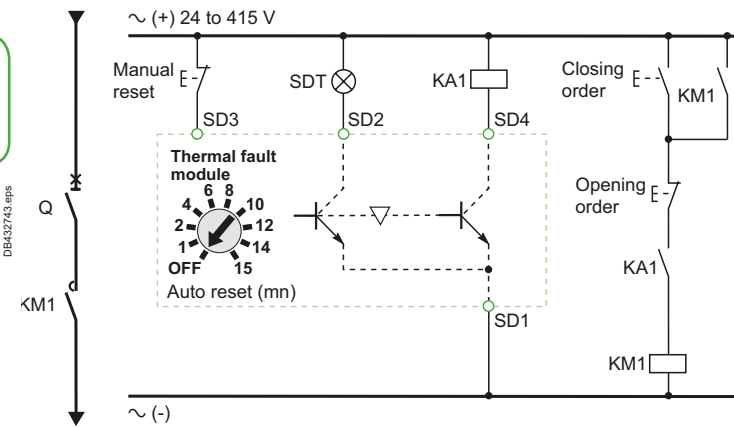 ∼ (+) 24 to 415 V
Manual
reset
SDT
KA1
Closing
order
KM1
SD3
SD2
SD4
Thermal fault
module
6 8
4 10
2 12
1 14
OFF 15
Auto reset (mn)
Opening
order
KA1
SD1
KM1
∼ (-)
Q
KM1
DB432743.eps